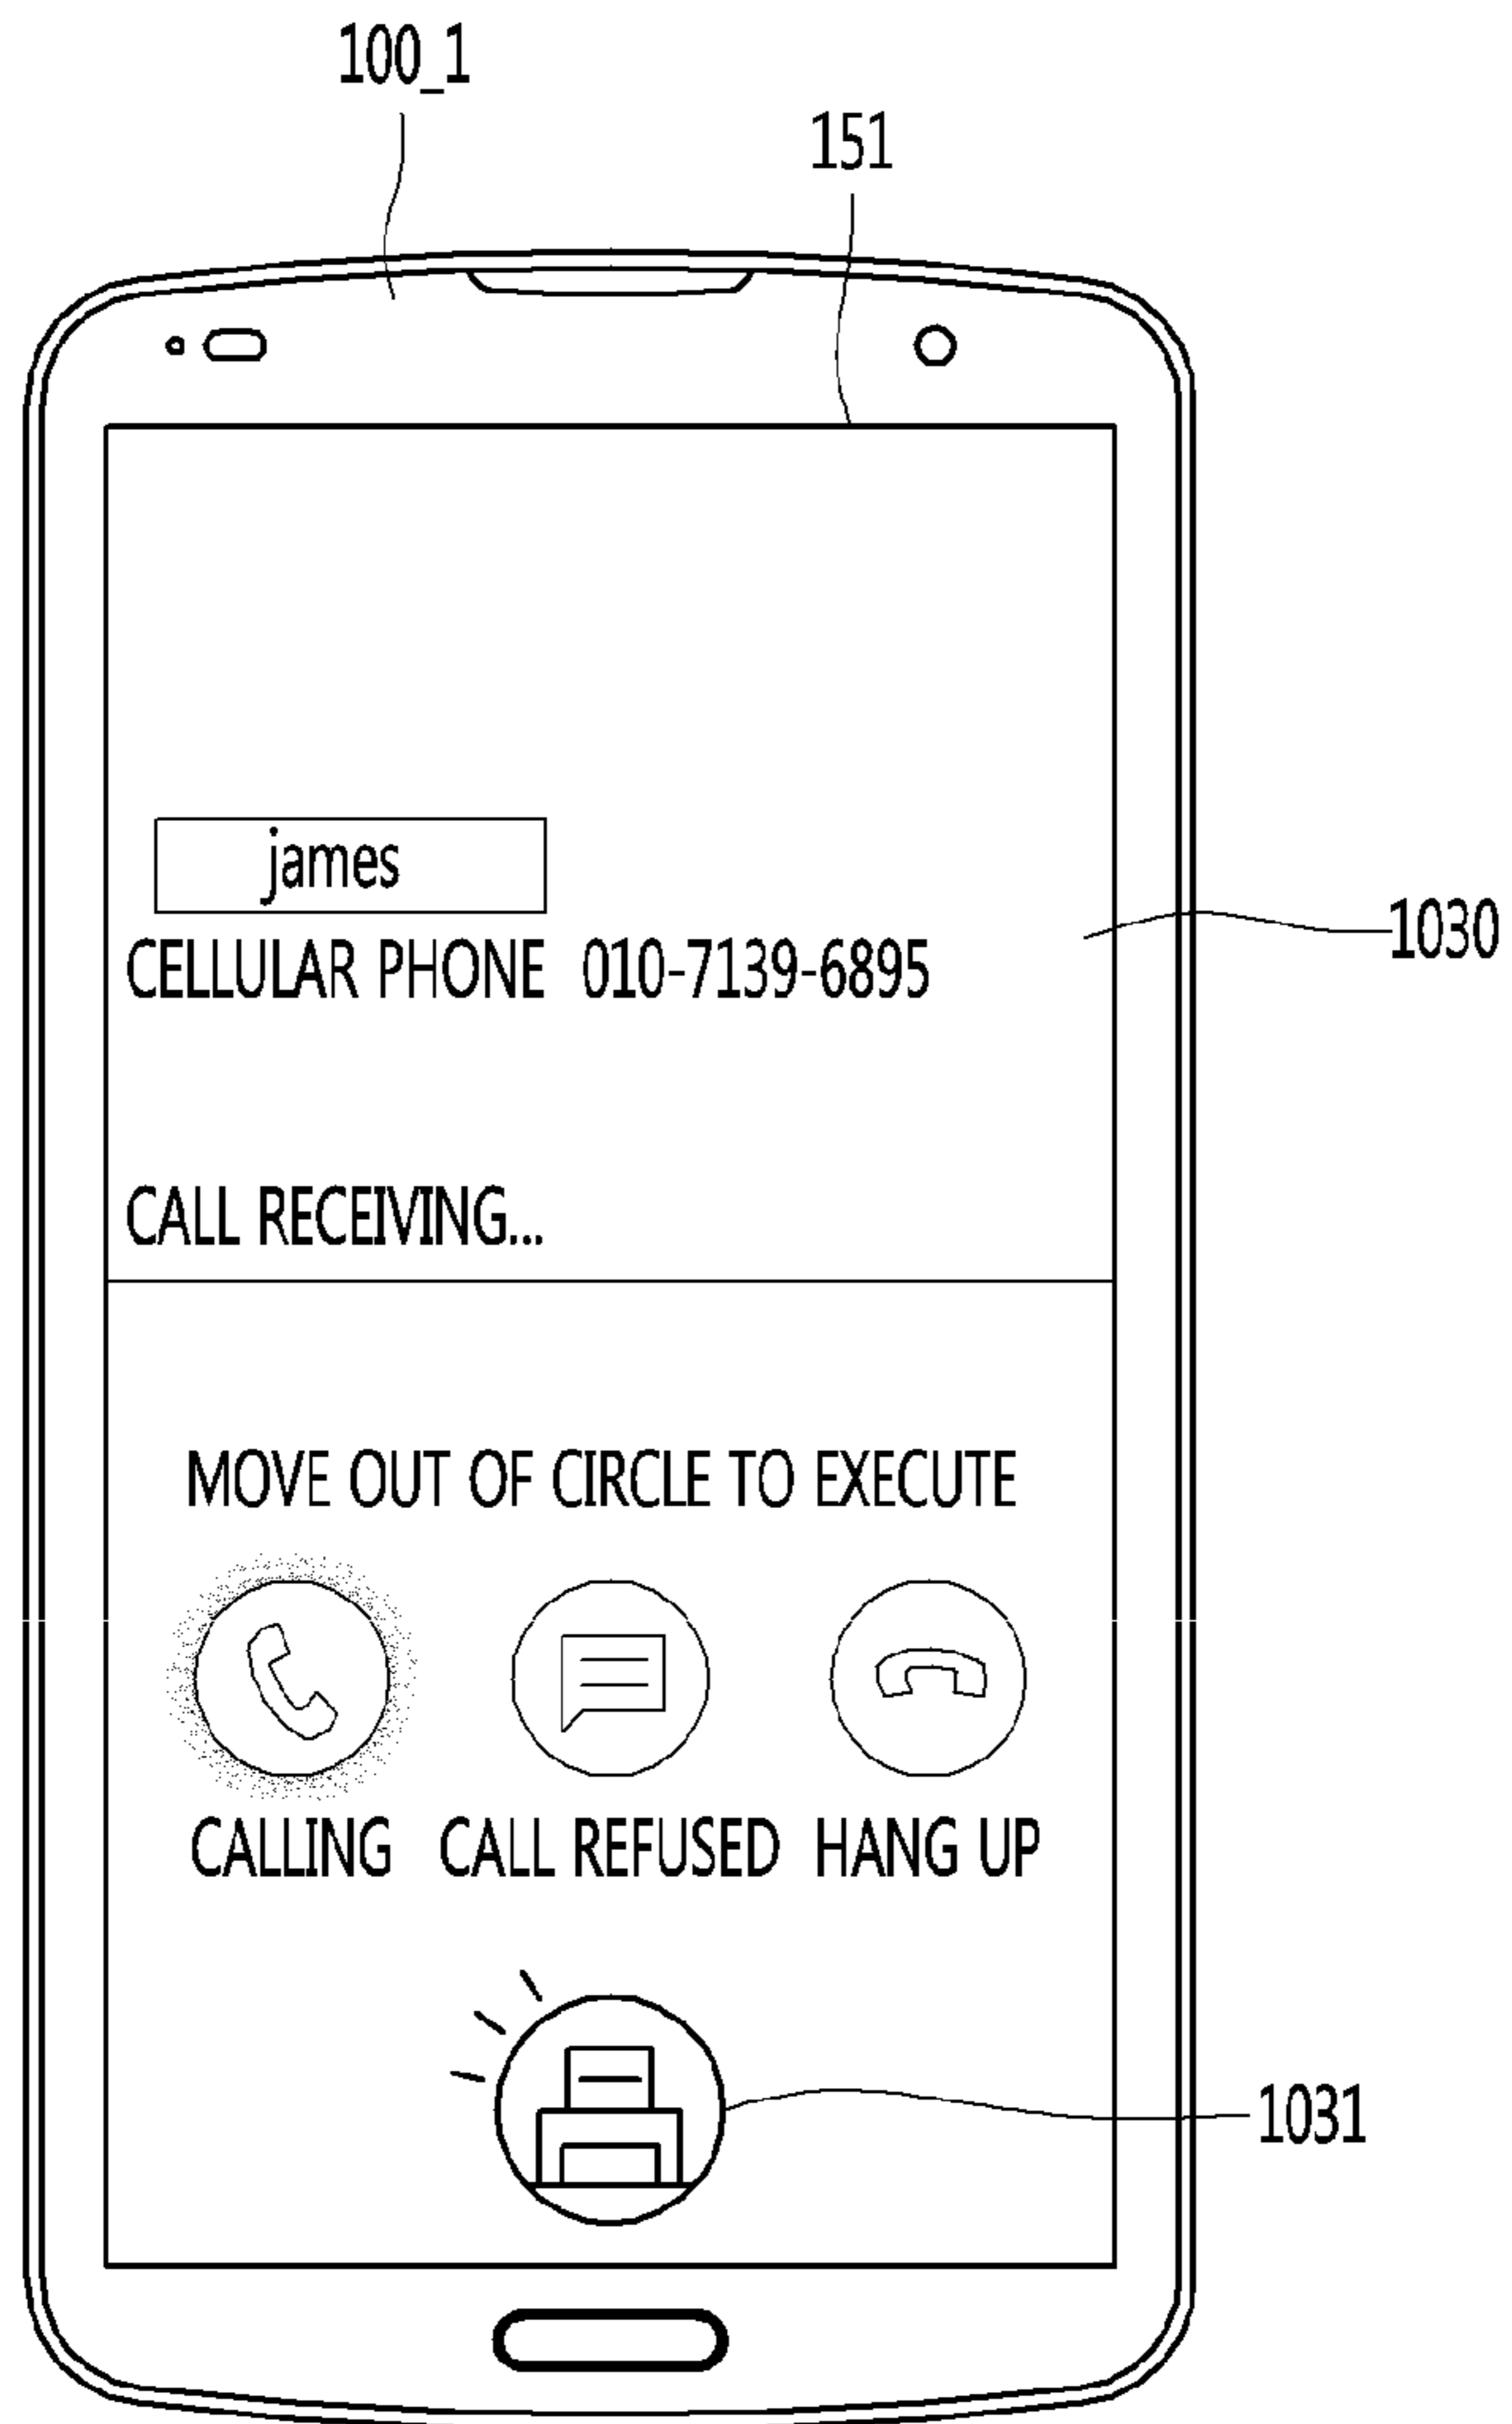 100_1
151
james
1030
CELLULAR PHONE 010-7139-6895
CALL RECEIVING...
MOVE OUT OF CIRCLE TO EXECUTE
CALLING CALL REFUSED HANG UP
1031